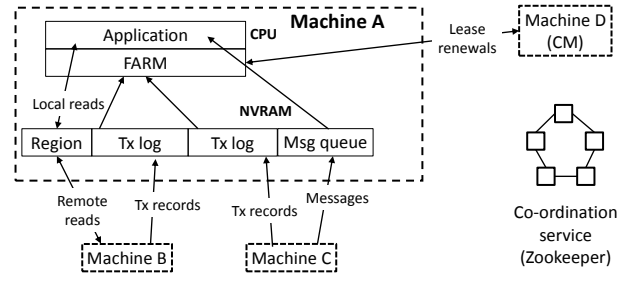 Machine A
Application
CPU
FARM
Lease
renewals
Machine D
(CM)
Local reads
NVRAM
Region
Tx log
Tx log
Msg queue
Remote
reads
Tx records
Tx records
Messages
Machine B
Machine C
Co-ordination
service
(Zookeeper)